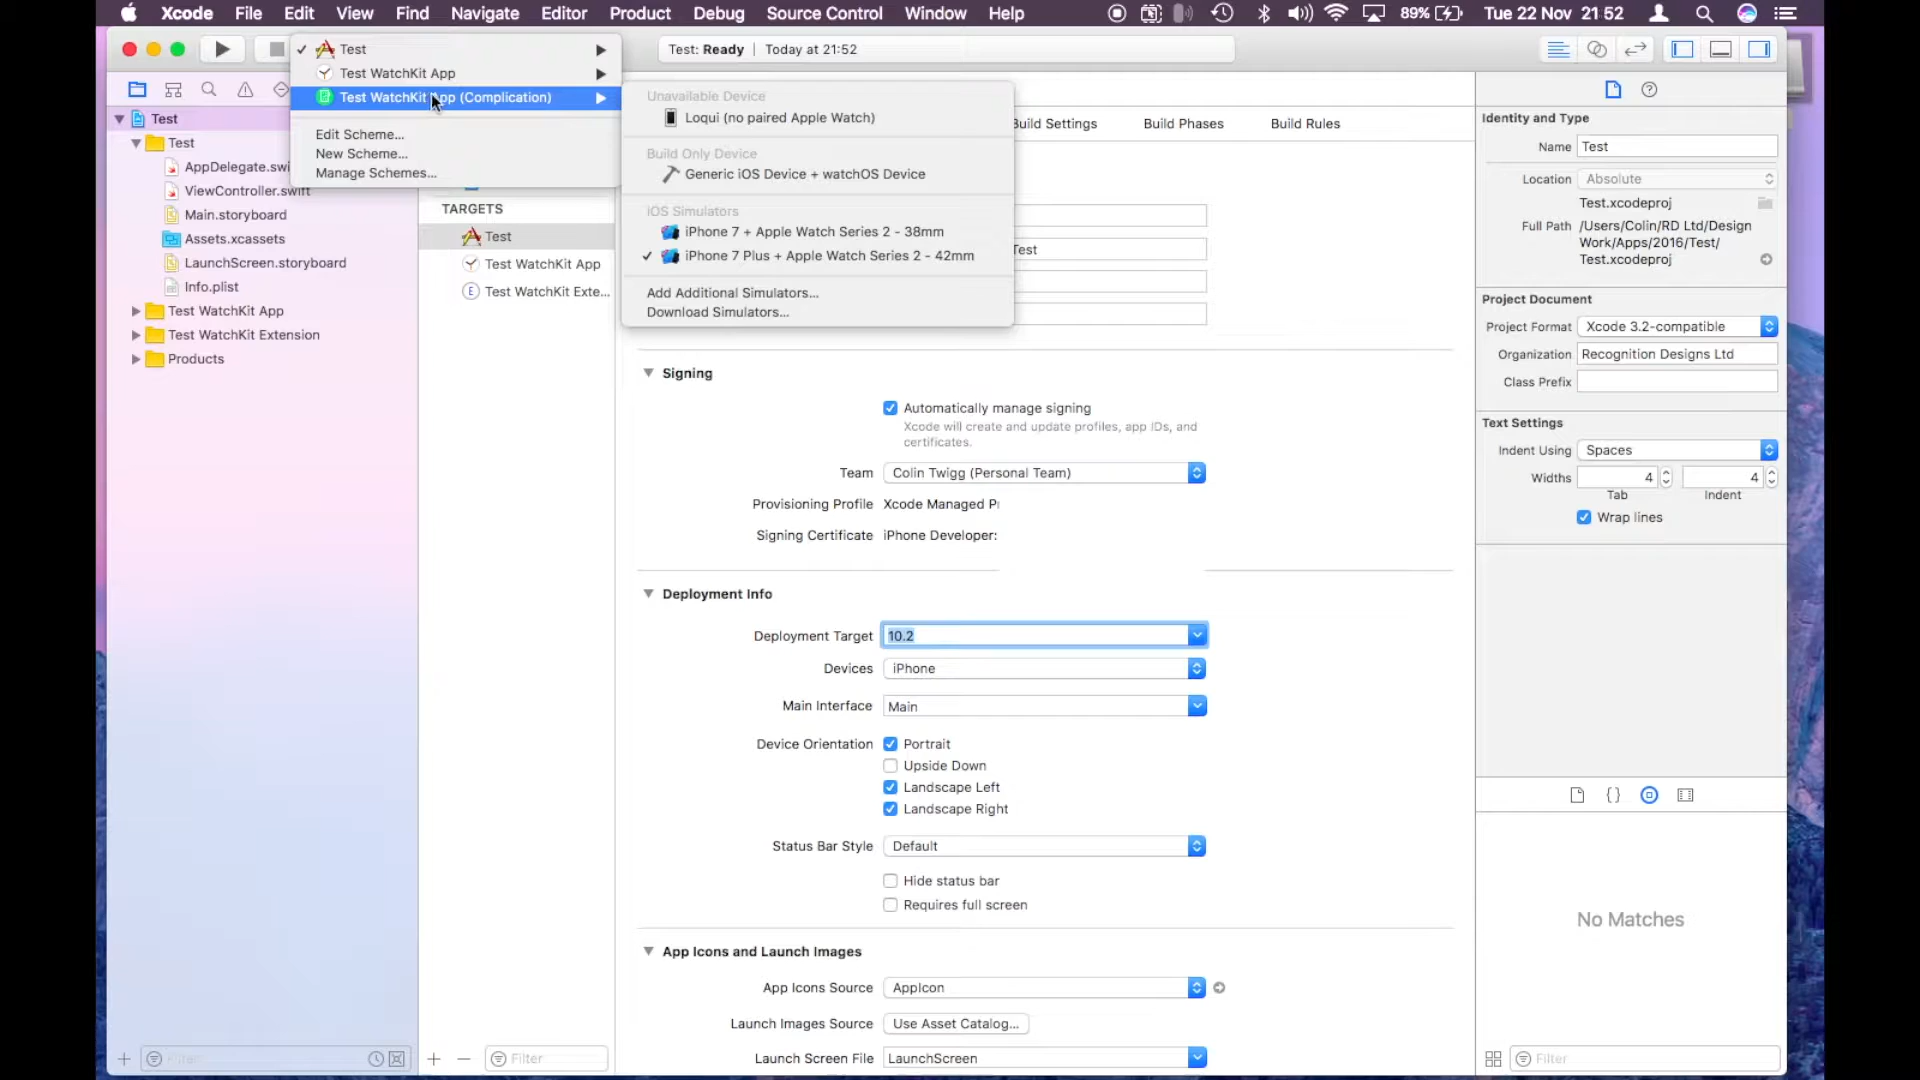 Xcode File Edit View Find Navigate Editor Product Debug Source Control Window Help 89% Tue 22 Nov 21:52
Test
Test WatchKit App
Test WatchKit App (Complication)
Edit Scheme...
New Scheme...
Manage Schemes...
Test: Ready | Today at 21:52
Unavailable Device
Loqui (no paired Apple Watch)
Build Only Device
Generic iOS Device + watchOS Device
iOS Simulators
iPhone 7 + Apple Watch Series 2 - 38mm
iPhone 7 Plus + Apple Watch Series 2 - 42mm
Add Additional Simulators...
Download Simulators...
Test
Test
AppDelegate.swi
ViewController.swift
Main.storyboard
Assets.xcassets
LaunchScreen.storyboard
Info.plist
Test WatchKit App
Test WatchKit Extension
Products
Filter
TARGETS
Test
Test WatchKit App
Test WatchKit Exte...
Filter
Build Settings Build Phases Build Rules
Test
Signing
Automatically manage signing
Xcode will create and update profiles, app IDs, and
certificates.
Team Colin Twigg (Personal Team)
Provisioning Profile Xcode Managed Pr
Signing Certificate iPhone Developer:
Deployment Info
Deployment Target 10.2
Devices iPhone
Main Interface Main
Device Orientation Portrait
Upside Down
Landscape Left
Landscape Right
Status Bar Style Default
Hide status bar
Requires full screen
App Icons and Launch Images
App Icons Source AppIcon
Launch Images Source Use Asset Catalog...
Launch Screen File LaunchScreen
Identity and Type
Name Test
Location Absolute
Test.xcodeproj
Full Path /Users/Colin/RD Ltd/Design
Work/Apps/2016/Test/
Test.xcodeproj
Project Document
Project Format Xcode 3.2-compatible
Organization Recognition Designs Ltd
Class Prefix
Text Settings
Indent Using Spaces
Widths 4 4
Tab Indent
Wrap lines
{ }
No Matches
Filter